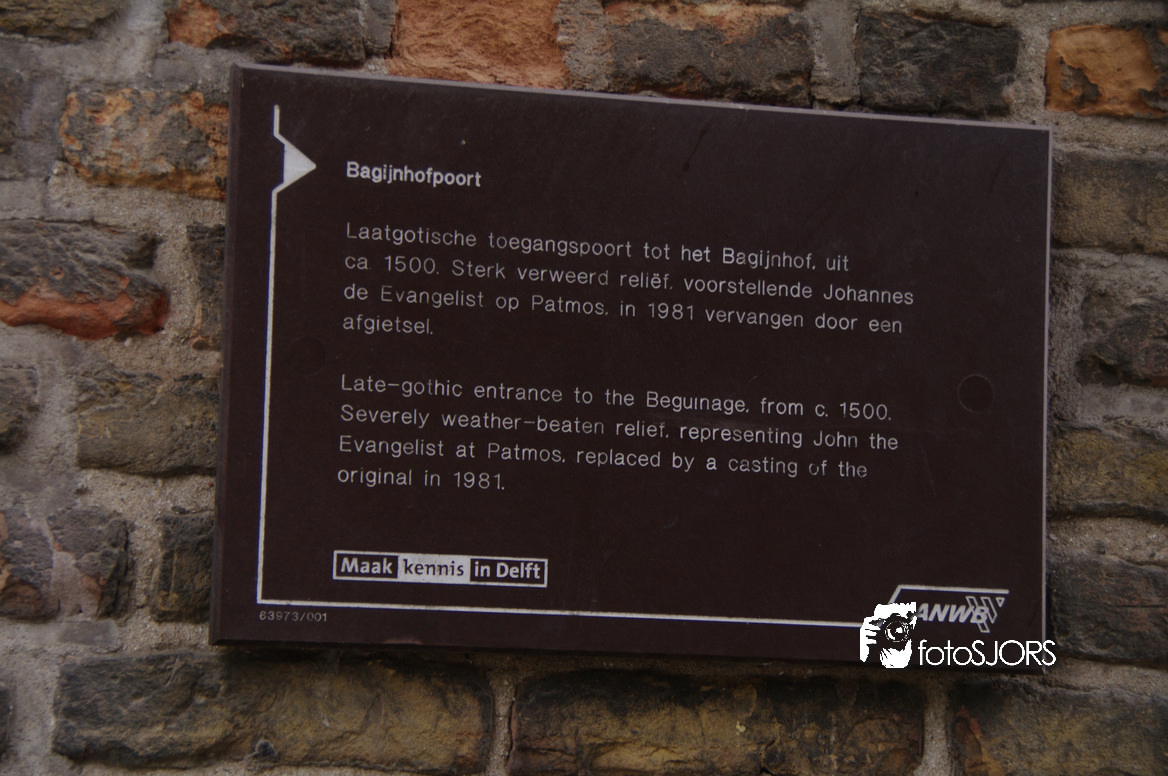 Bagijnhofpoort
Laatgotische toegangspoort tot het Bagijnhof, uit
ca. 1500. Sterk verweerd reliëf, voorstellende Johannes
de Evangelist op Patmos, in 1981 vervangen door een
afgietsel.
Late-gothic entrance to the Beguinage, from c. 1500.
Severely weather-beaten relief, representing John the
Evangelist at Patmos, replaced by a casting of the
original in 1981.
Maak kennis in Delft
63973/001
ANWB
fotoSJORS